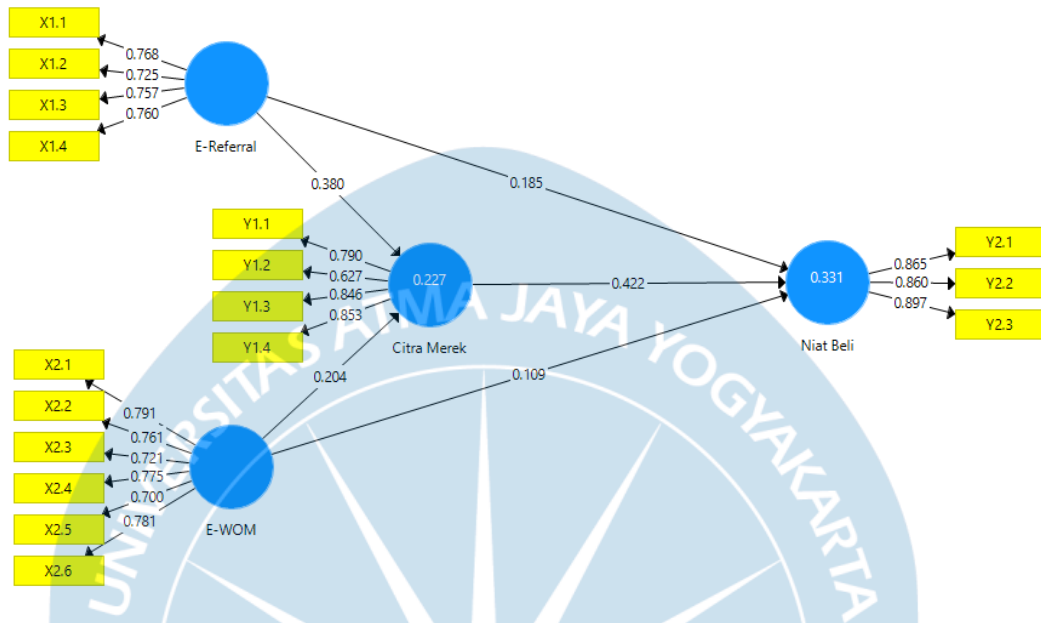 X1.1
X1.2
X1.3
X1.4
0.768
0.725
0.757
0.760
E-Referral
0.380
0.185
Y1.1
Y1.2
Y1.3
Y1.4
0.790
0.627
0.846
0.853
0.227
Citra Merek
0.422
0.331
Niat Beli
0.865
0.860
0.897
Y2.1
Y2.2
Y2.3
X2.1
X2.2
X2.3
X2.4
X2.5
X2.6
0.791
0.761
0.721
0.775
0.700
0.781
E-WOM
0.204
0.109
UNIVERSITAS ATMA JAYA YOGYAKARTA